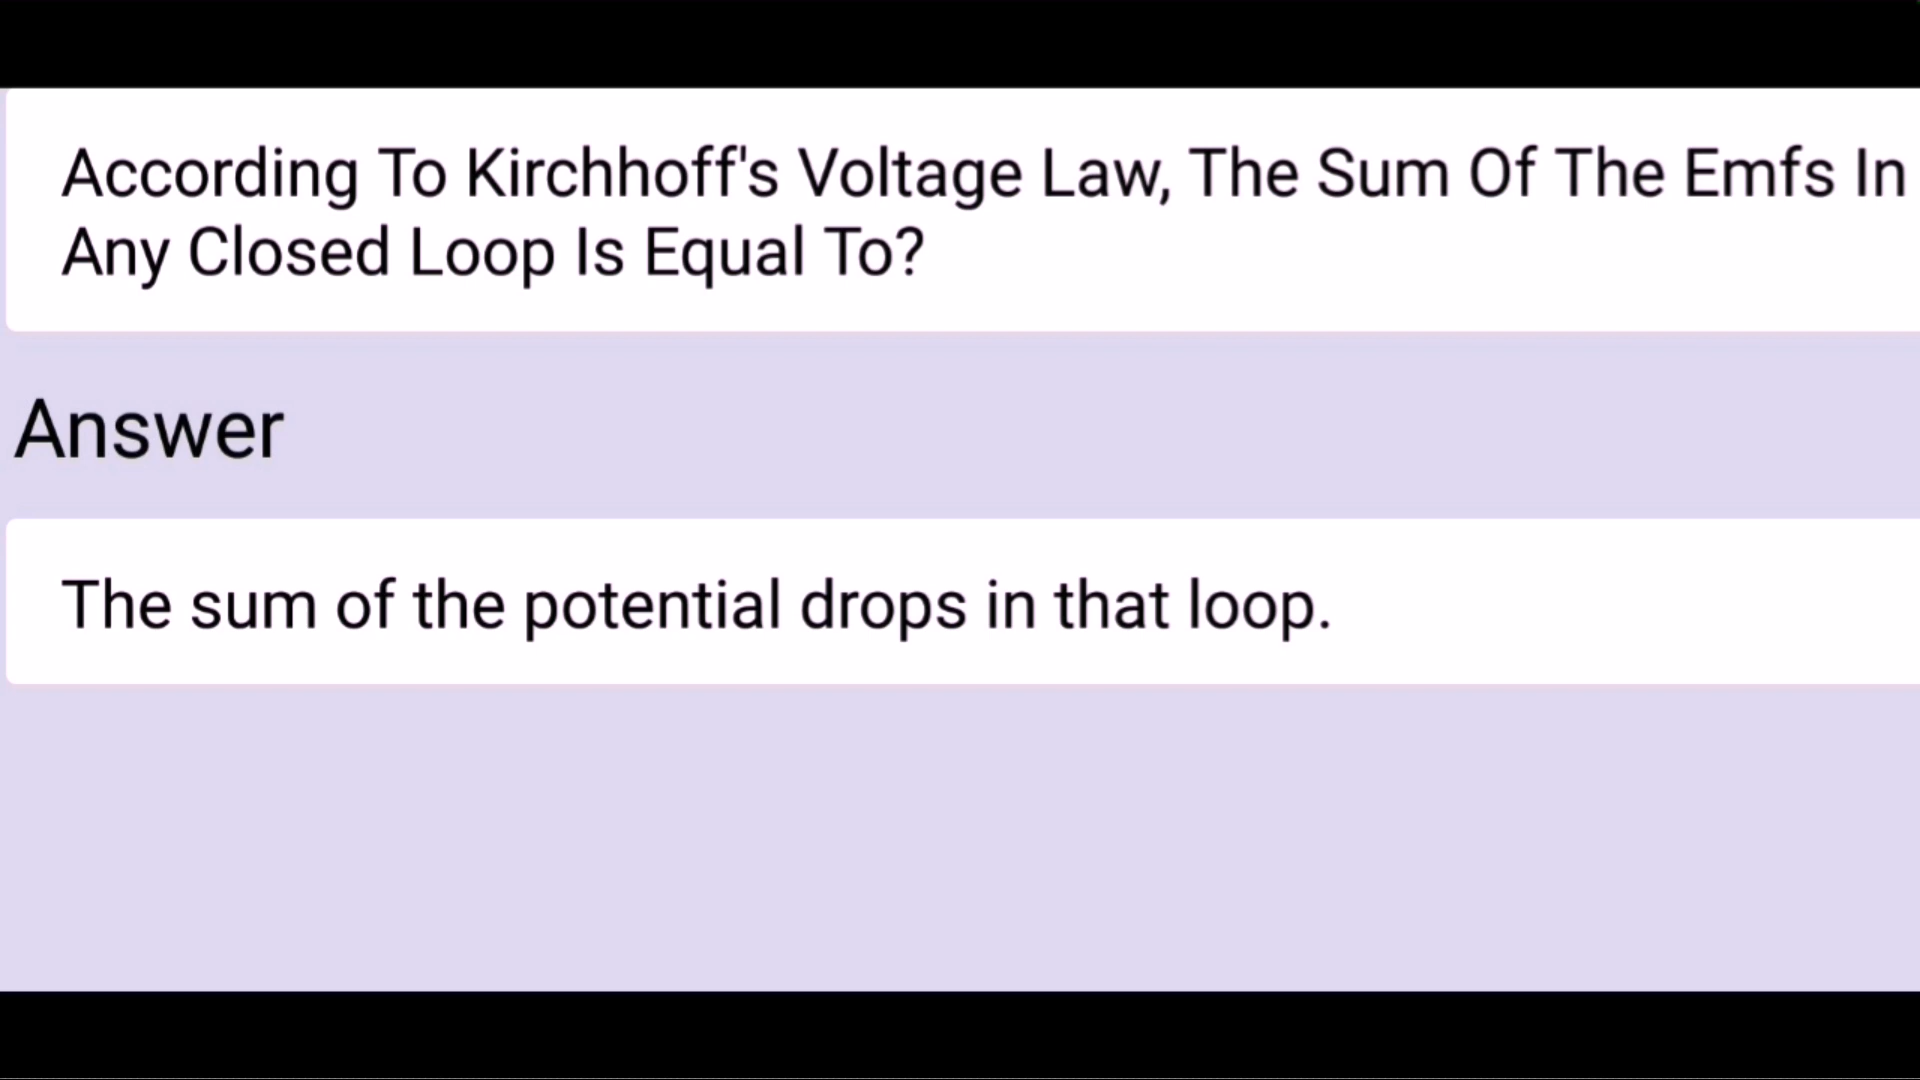 According To Kirchhoff's Voltage Law, The Sum Of The Emfs In
Any Closed Loop Is Equal To?
Answer
The sum of the potential drops in that loop.